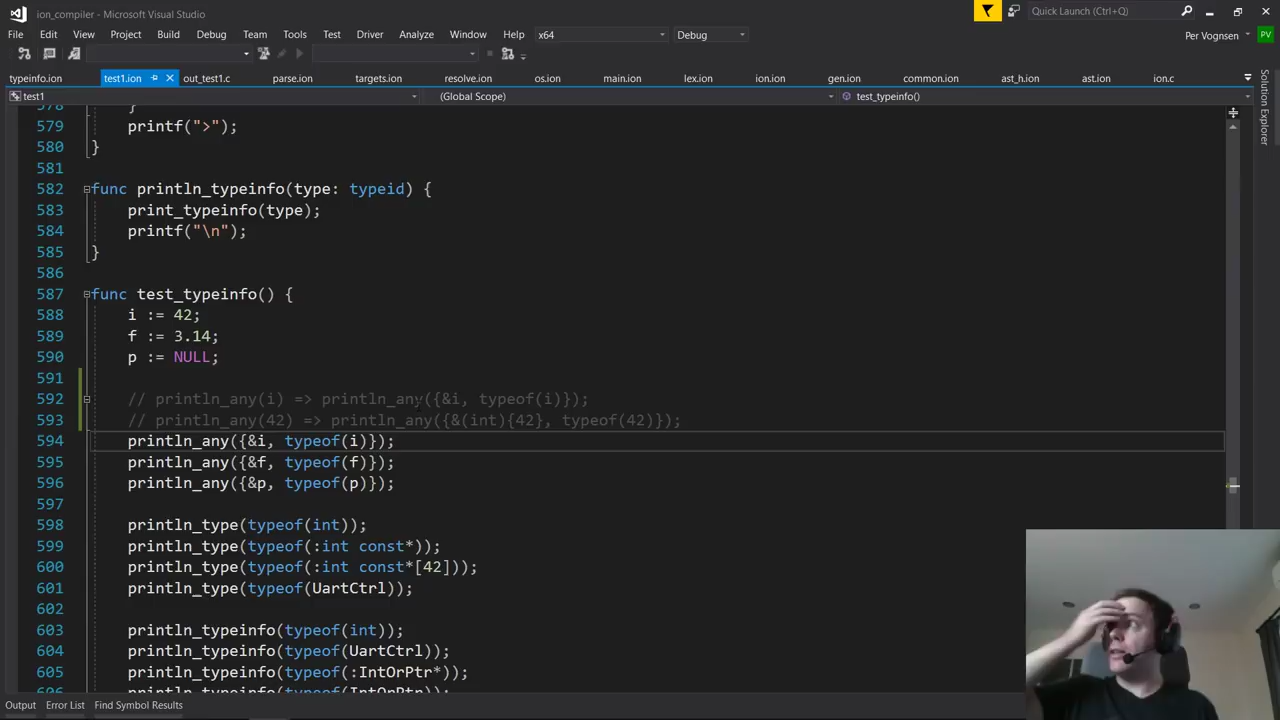 ion_compiler - Microsoft Visual Studio
Quick Launch (Ctrl+Q)
File Edit View Project Build Debug Team Tools Test Driver Analyze Window Help x64 Debug Per Vognsen PV
typeinfo.ion test1.ion out_test1.c parse.ion targets.ion resolve.ion os.ion main.ion lex.ion ion.ion gen.ion common.ion ast_h.ion ast.ion ion.c
test1 (Global Scope) test_typeinfo()
Solution Explorer
578 }
579 printf(">");
580 }
581
582 func println_typeinfo(type: typeid) {
583 print_typeinfo(type);
584 printf("\n");
585 }
586
587 func test_typeinfo() {
588 i := 42;
589 f := 3.14;
590 p := NULL;
591
592 // println_any(i) => println_any({&i, typeof(i)});
593 // println_any(42) => println_any({&(int){42}, typeof(42)});
594 println_any({&i, typeof(i)});
595 println_any({&f, typeof(f)});
596 println_any({&p, typeof(p)});
597
598 println_type(typeof(int));
599 println_type(typeof(:int const*));
600 println_type(typeof(:int const*[42]));
601 println_type(typeof(UartCtrl));
602
603 println_typeinfo(typeof(int));
604 println_typeinfo(typeof(UartCtrl));
605 println_typeinfo(typeof(:IntOrPtr*));
606 println_typeinfo(typeof(IntOrPtr));
Output Error List Find Symbol Results